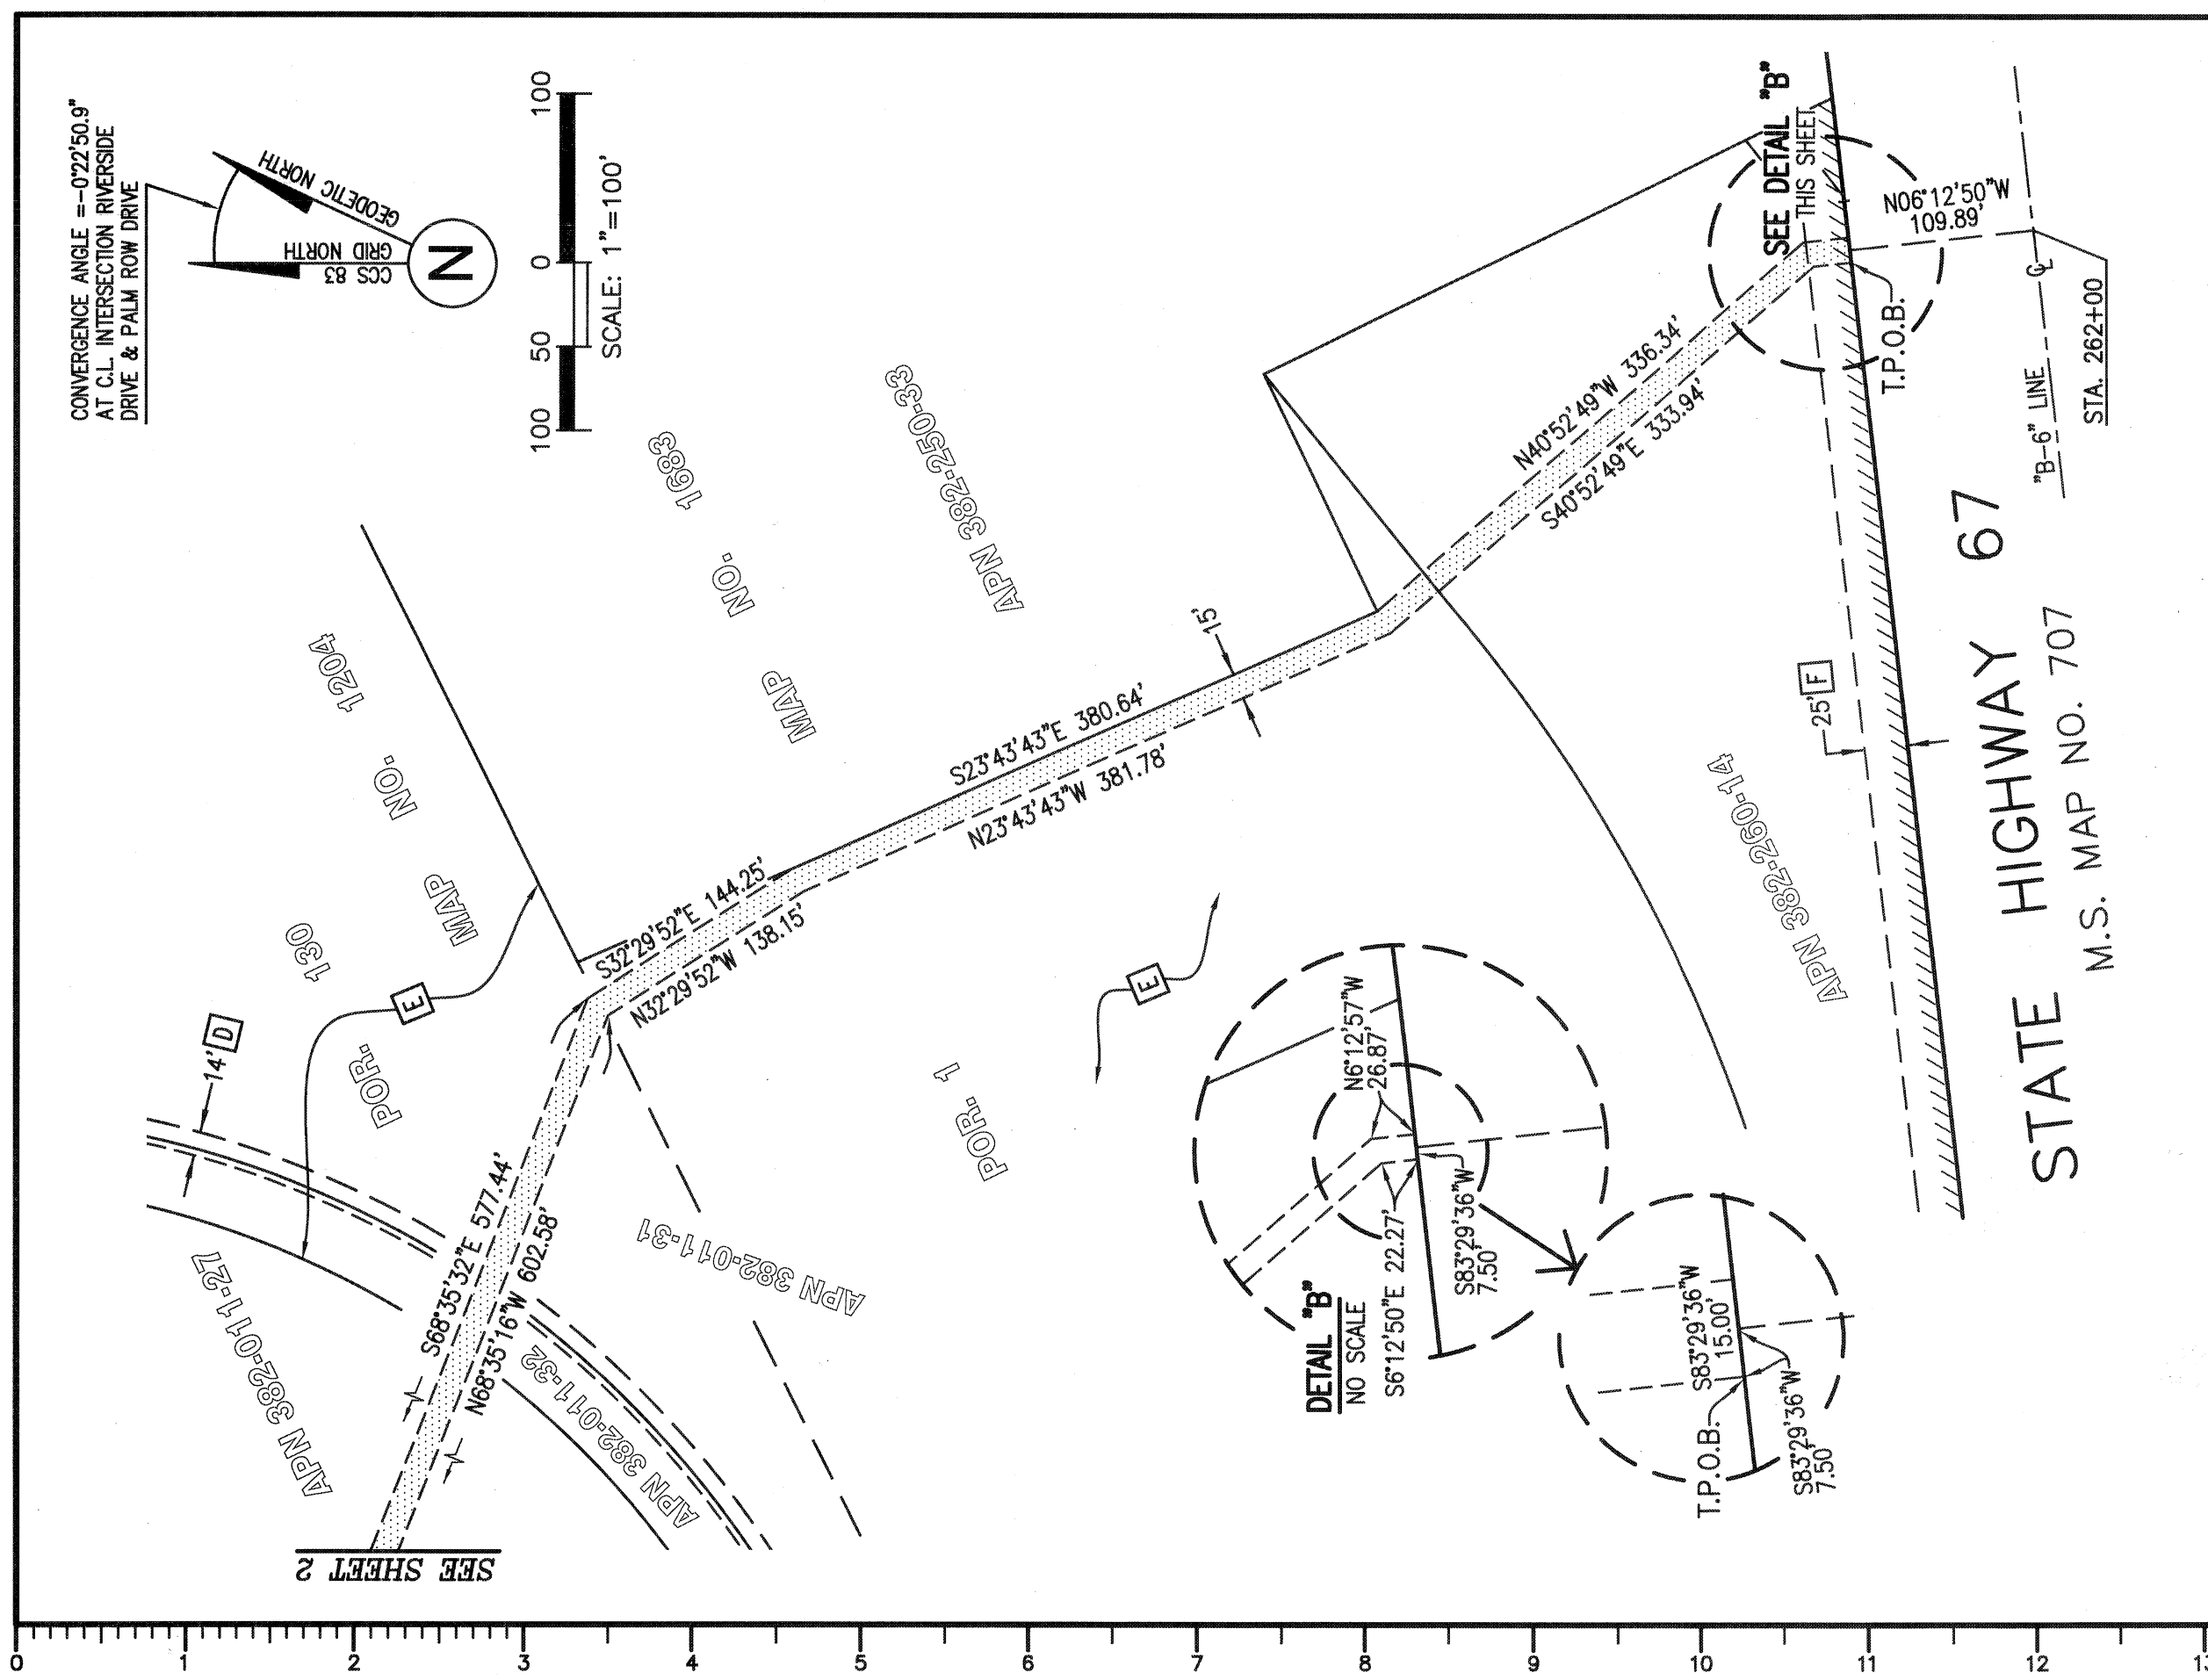 CONVERGENCE ANGLE =-0°22'50.9"
AT C.L. INTERSECTION RIVERSIDE
DRIVE & PALM ROW DRIVE
GEODETIC NORTH
CCS 83
GRID NORTH
N
100 50 0 100
SCALE: 1"=100'
SEE DETAIL "B"
THIS SHEET
N06°12'50"W
109.89'
T.P.O.B.
"B-6" LINE
℄
STA. 262+00
N40°52'49"W 336.34'
S40°52'49"E 333.94'
APN 382-250-33
MAP NO. 1683
15'
S23°43'43"E 380.64'
N23°43'43"W 381.78'
POR. 130
MAP NO. 1204
14' D
E
S32°29'52"E 144.25'
N32°29'52"W 138.15'
S68°35'32"E 577.44'
N68°35'16"W 602.58'
APN 382-011-27
APN 382-011-32
APN 382-011-31
POR. 1
E
SEE SHEET 2
25' F
APN 382-260-14
STATE HIGHWAY 67
M.S. MAP NO. 707
DETAIL "B"
NO SCALE
N6°12'57"W
26.87'
S6°12'50"E 22.27'
S83°29'36"W
7.50'
S83°29'36"W
15.00'
T.P.O.B.
S83°29'36"W
7.50'
0 1 2 3 4 5 6 7 8 9 10 11 12 13